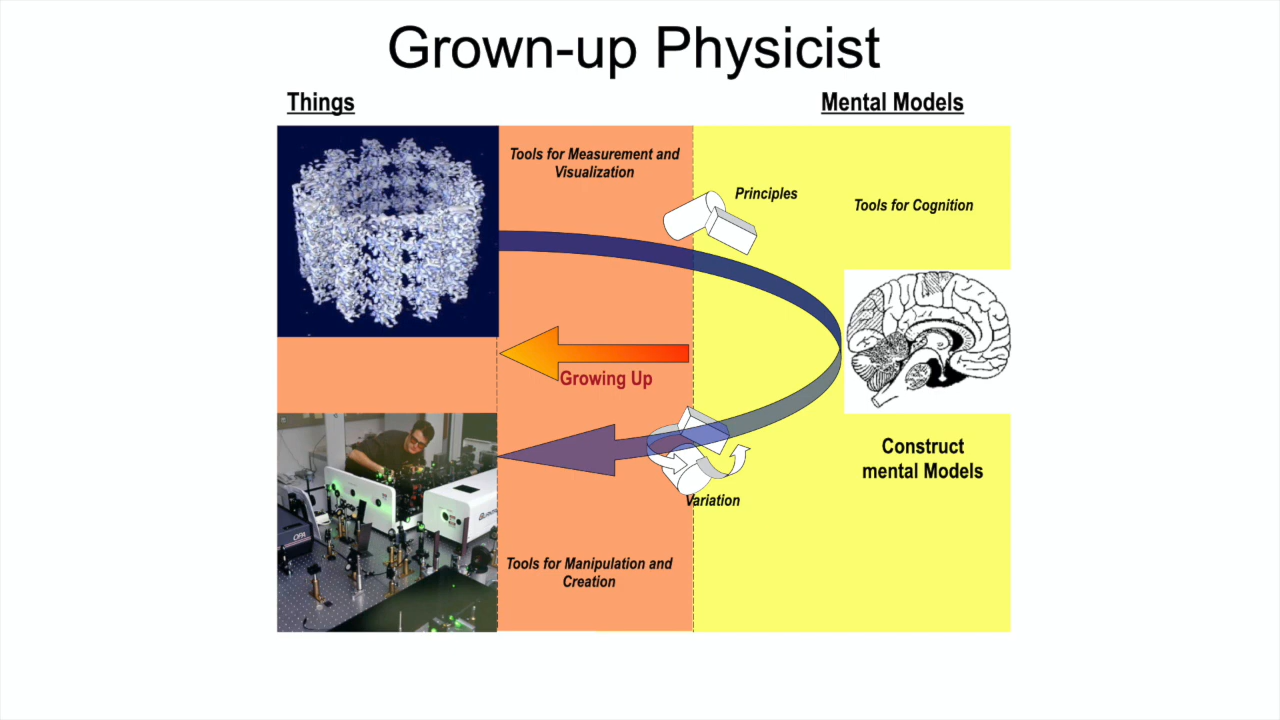 Grown-up Physicist
Things
Mental Models
Tools for Measurement and
Visualization
Principles
Tools for Cognition
Growing Up
Construct
mental Models
Variation
Tools for Manipulation and
Creation
OPA